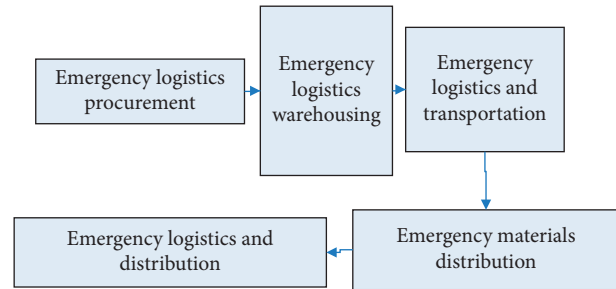 Emergency logistics
procurement
Emergency
logistics
warehousing
Emergency
logistics and
transportation
Emergency materials
distribution
Emergency logistics and
distribution